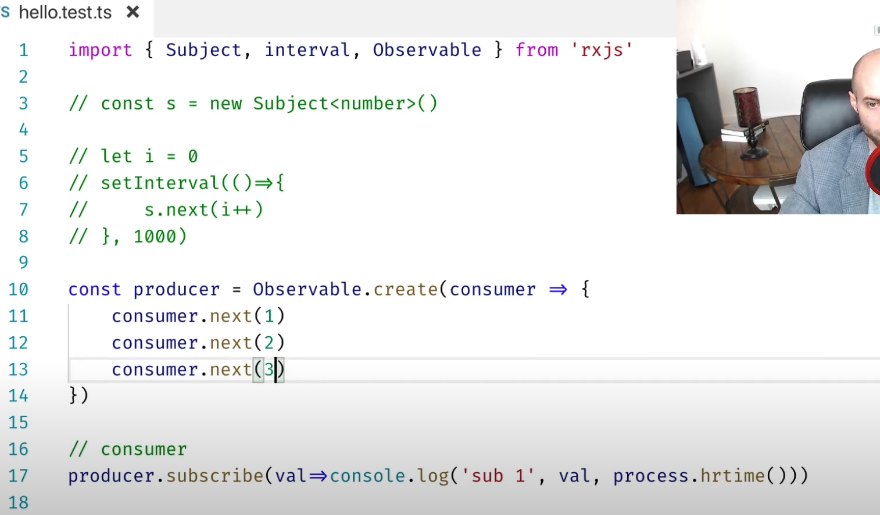 S hello.test.ts ×
1 import { Subject, interval, Observable } from 'rxjs'
2
3 // const s = new Subject<number>()
4
5 // let i = 0
6 // setInterval(()=>{
7 //     s.next(i++)
8 // }, 1000)
9
10 const producer = Observable.create(consumer => {
11     consumer.next(1)
12     consumer.next(2)
13     consumer.next(3)
14 })
15
16 // consumer
17 producer.subscribe(val=>console.log('sub 1', val, process.hrtime()))
18